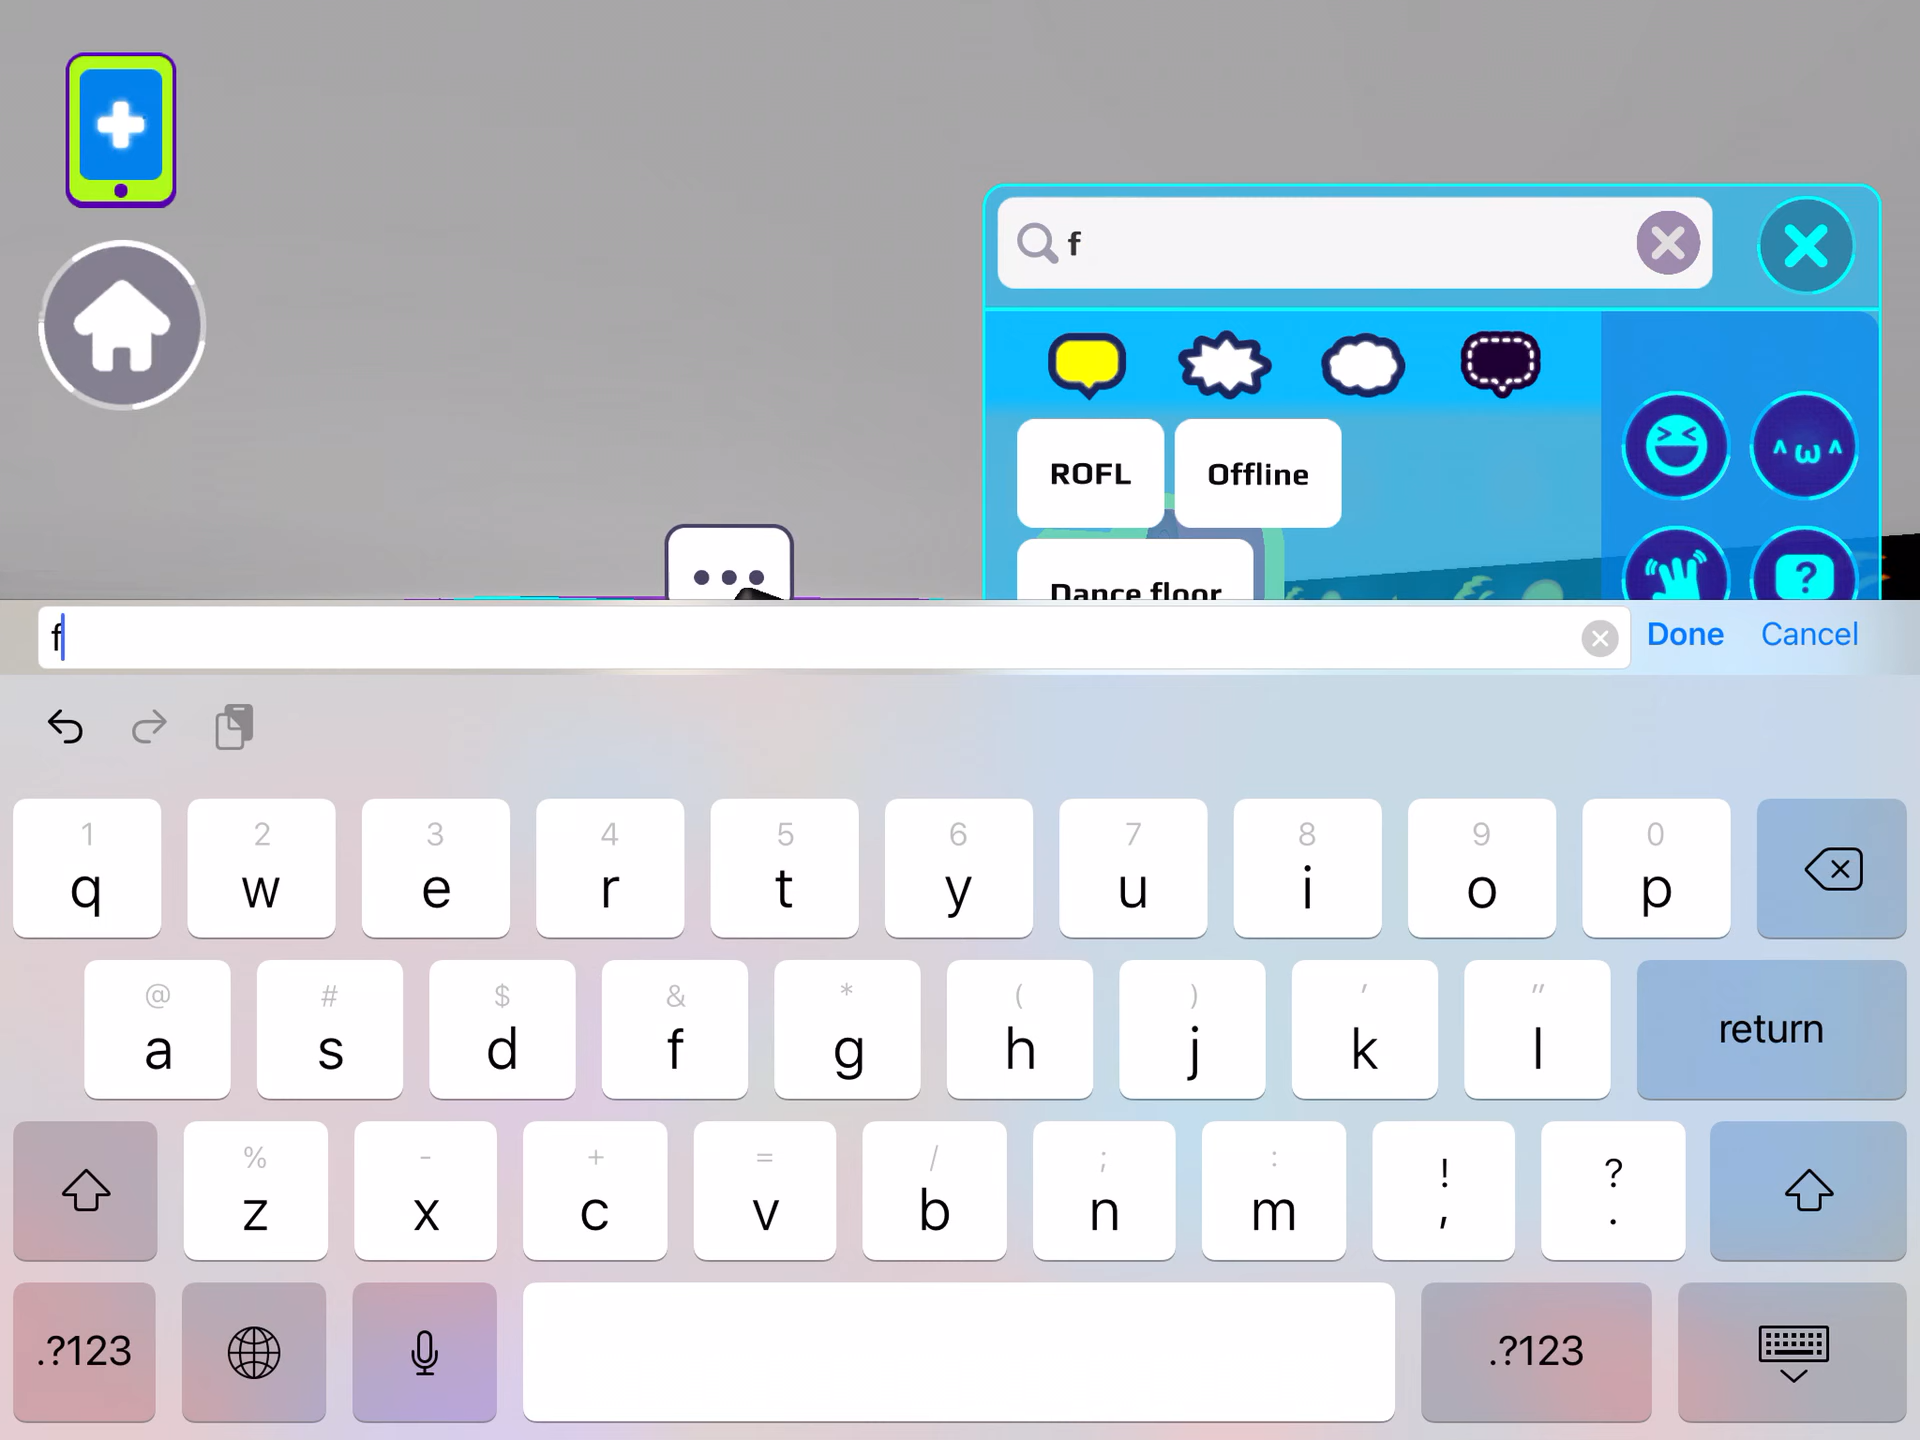 f
ROFL Offline
^ω^
Dance floor
?
f Done Cancel
1 2 3 4 5 6 7 8 9 0
q w e r t y u i o p
@ # $ & * ( ) ' "
a s d f g h j k l return
% - + = / ; : ! ?
z x c v b n m , .
.?123 .?123